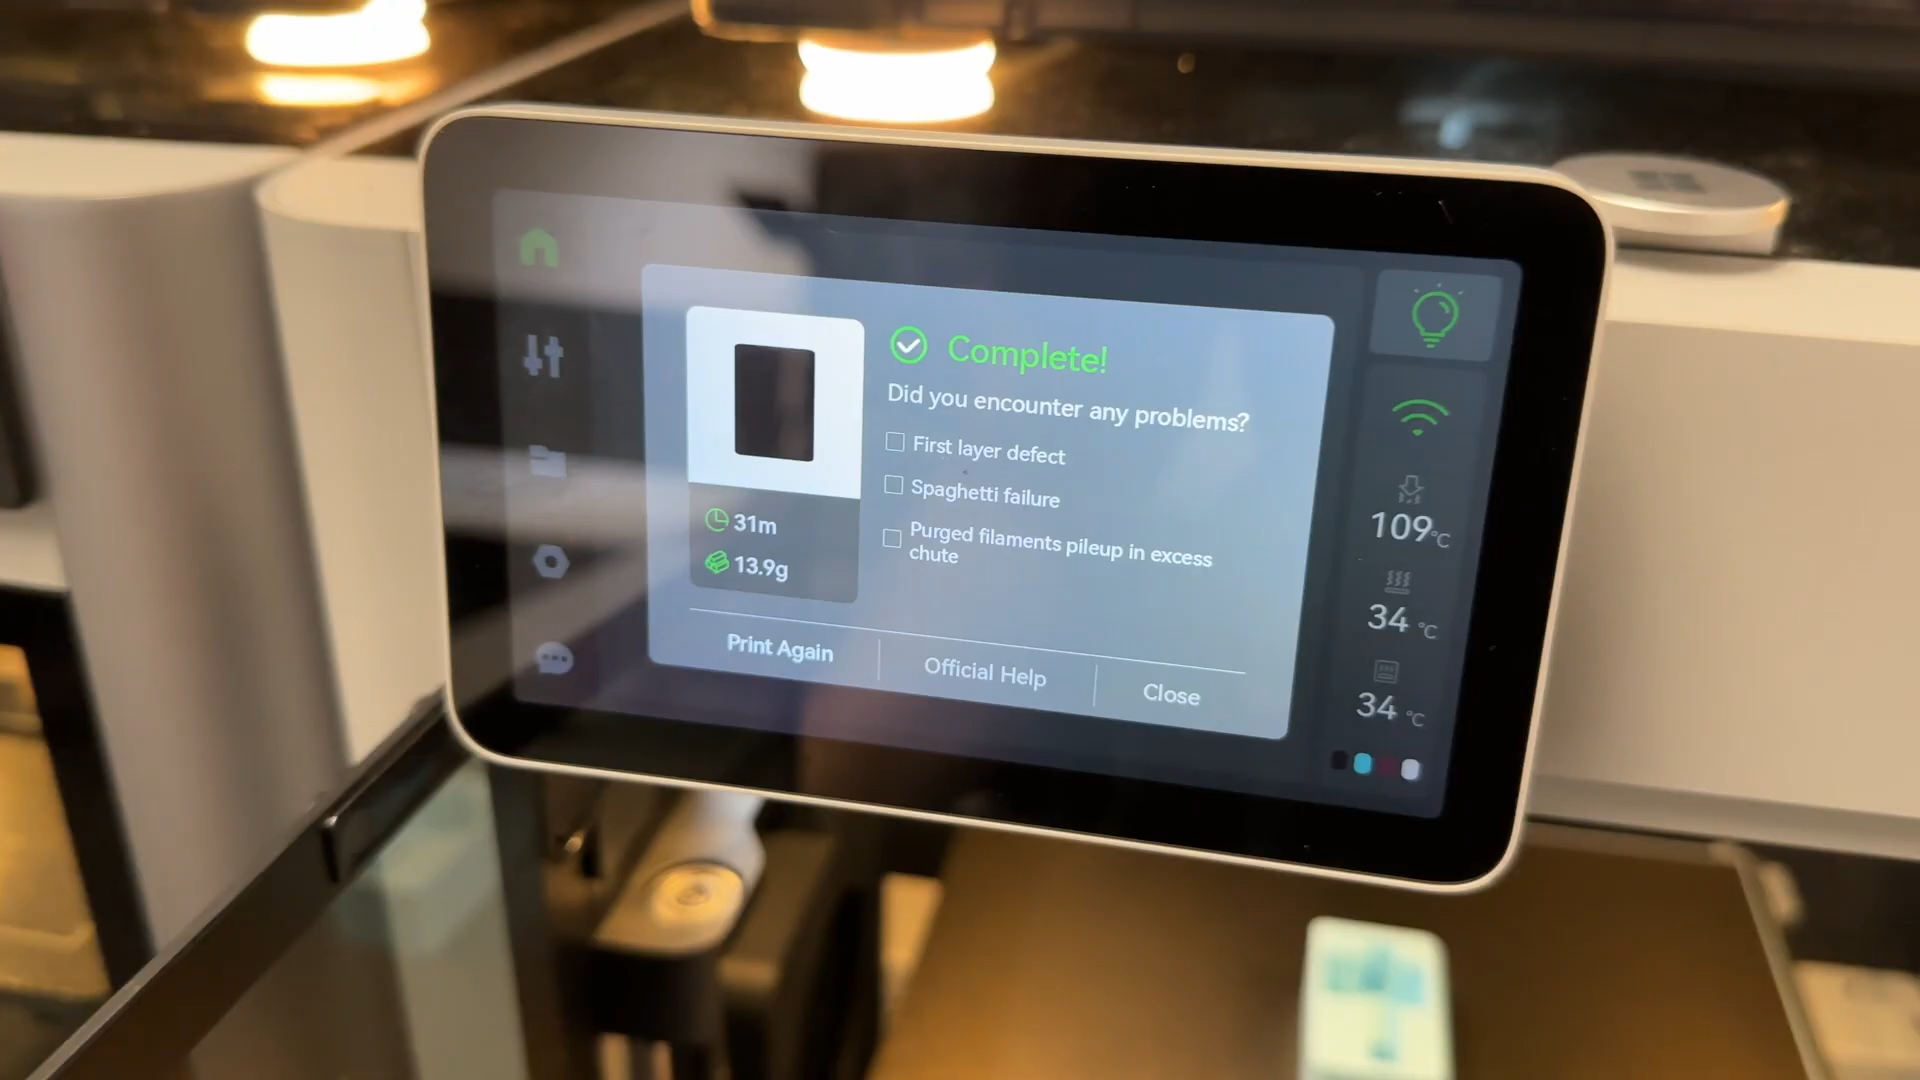 Complete!
Did you encounter any problems?
First layer defect
Spaghetti failure
Purged filaments pileup in excess
chute
31m
13.9g
Print Again
Official Help
Close
109°C
34 °C
34 °C